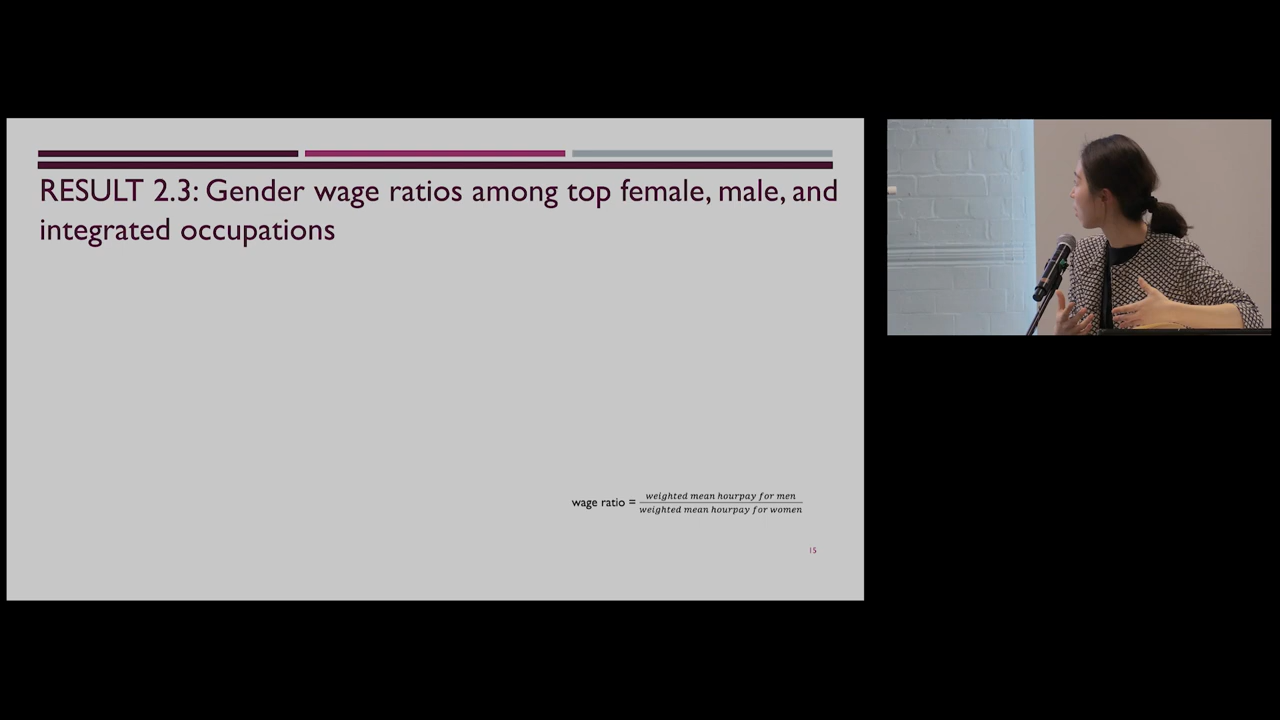 RESULT 2.3: Gender wage ratios among top female, male, and
integrated occupations
wage ratio = weighted mean hourpay for men
weighted mean hourpay for women
15